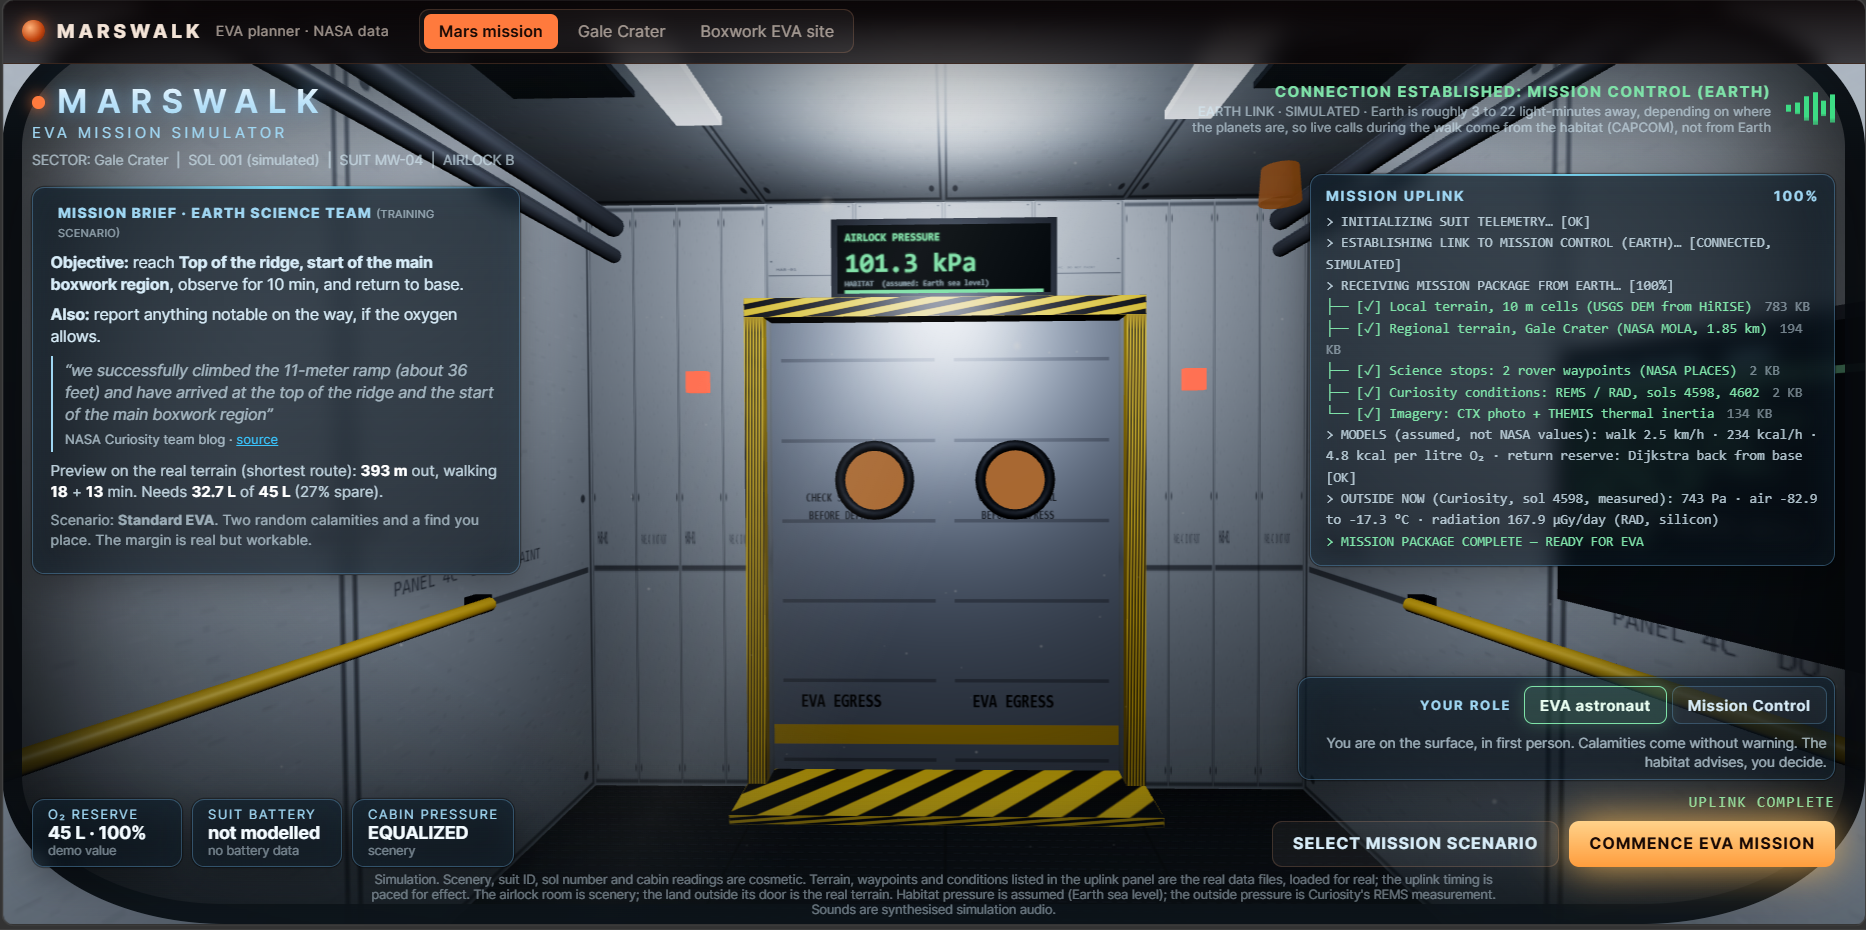 MARSWALK EVA planner · NASA data Mars mission Gale Crater Boxwork EVA site
MARSWALK
EVA MISSION SIMULATOR
SECTOR: Gale Crater | SOL 001 (simulated) | SUIT MW-04 | AIRLOCK B
CONNECTION ESTABLISHED: MISSION CONTROL (EARTH)
EARTH LINK · SIMULATED · Earth is roughly 3 to 22 light-minutes away, depending on where
the planets are, so live calls during the walk come from the habitat (CAPCOM), not from Earth
MISSION BRIEF · EARTH SCIENCE TEAM (TRAINING
SCENARIO)
Objective: reach Top of the ridge, start of the main
boxwork region, observe for 10 min, and return to base.
Also: report anything notable on the way, if the oxygen
allows.
“we successfully climbed the 11-meter ramp (about 36
feet) and have arrived at the top of the ridge and the start
of the main boxwork region”
NASA Curiosity team blog · source
Preview on the real terrain (shortest route): 393 m out, walking
18 + 13 min. Needs 32.7 L of 45 L (27% spare).
Scenario: Standard EVA. Two random calamities and a find you
place. The margin is real but workable.
AIRLOCK PRESSURE
101.3 kPa
HABITAT (assumed: Earth sea level)
CHECK
BEFORE
EVA EGRESS EVA EGRESS
PANEL 4C
MISSION UPLINK 100%
> INITIALIZING SUIT TELEMETRY… [OK]
> ESTABLISHING LINK TO MISSION CONTROL (EARTH)… [CONNECTED,
SIMULATED]
> RECEIVING MISSION PACKAGE FROM EARTH… [100%]
├── [✓] Local terrain, 10 m cells (USGS DEM from HiRISE) 783 KB
├── [✓] Regional terrain, Gale Crater (NASA MOLA, 1.85 km) 194
KB
├── [✓] Science stops: 2 rover waypoints (NASA PLACES) 2 KB
├── [✓] Curiosity conditions: REMS / RAD, sols 4598, 4602 2 KB
└── [✓] Imagery: CTX photo + THEMIS thermal inertia 134 KB
> MODELS (assumed, not NASA values): walk 2.5 km/h · 234 kcal/h ·
4.8 kcal per litre O₂ · return reserve: Dijkstra back from base
[OK]
> OUTSIDE NOW (Curiosity, sol 4598, measured): 743 Pa · air -82.9
to -17.3 °C · radiation 167.9 µGy/day (RAD, silicon)
> MISSION PACKAGE COMPLETE — READY FOR EVA
PANEL 4C
YOUR ROLE EVA astronaut Mission Control
You are on the surface, in first person. Calamities come without warning. The
habitat advises, you decide.
UPLINK COMPLETE
SELECT MISSION SCENARIO COMMENCE EVA MISSION
O₂ RESERVE
45 L · 100%
demo value
SUIT BATTERY
not modelled
no battery data
CABIN PRESSURE
EQUALIZED
scenery
Simulation. Scenery, suit ID, sol number and cabin readings are cosmetic. Terrain, waypoints and conditions listed in the uplink panel are the real data files, loaded for real; the uplink timing is
paced for effect. The airlock room is scenery; the land outside its door is the real terrain. Habitat pressure is assumed (Earth sea level); the outside pressure is Curiosity's REMS measurement.
Sounds are synthesised simulation audio.